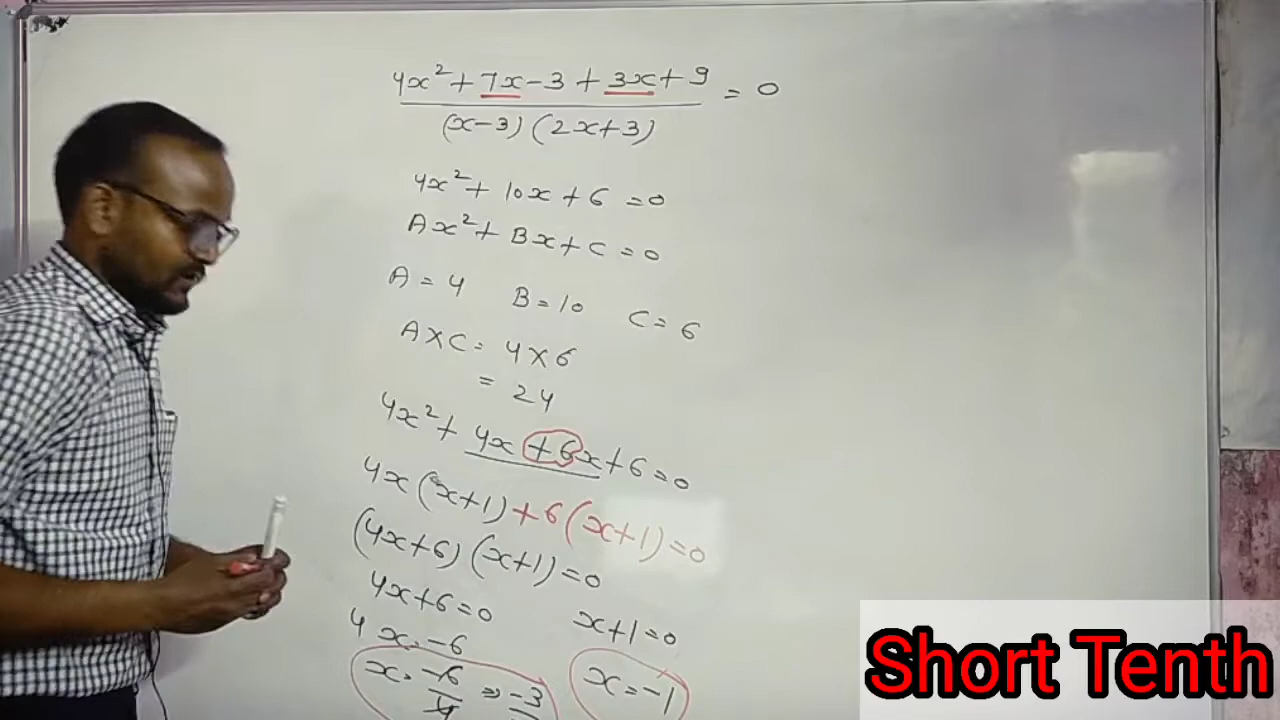 4x² + 7x - 3 + 3x + 9 = 0
(x-3) (2x+3)
4x² + 10x + 6 = 0
Ax² + Bx + C = 0
A = 4 B = 10 C = 6
A×C = 4×6
= 24
4x² + 4x + 6x + 6 = 0
4x (x+1) + 6 (x+1) = 0
(4x+6) (x+1) = 0
4x+6=0 x+1=0
4x = -6
x = -6/4 ⇒ -3 x = -1
Short Tenth